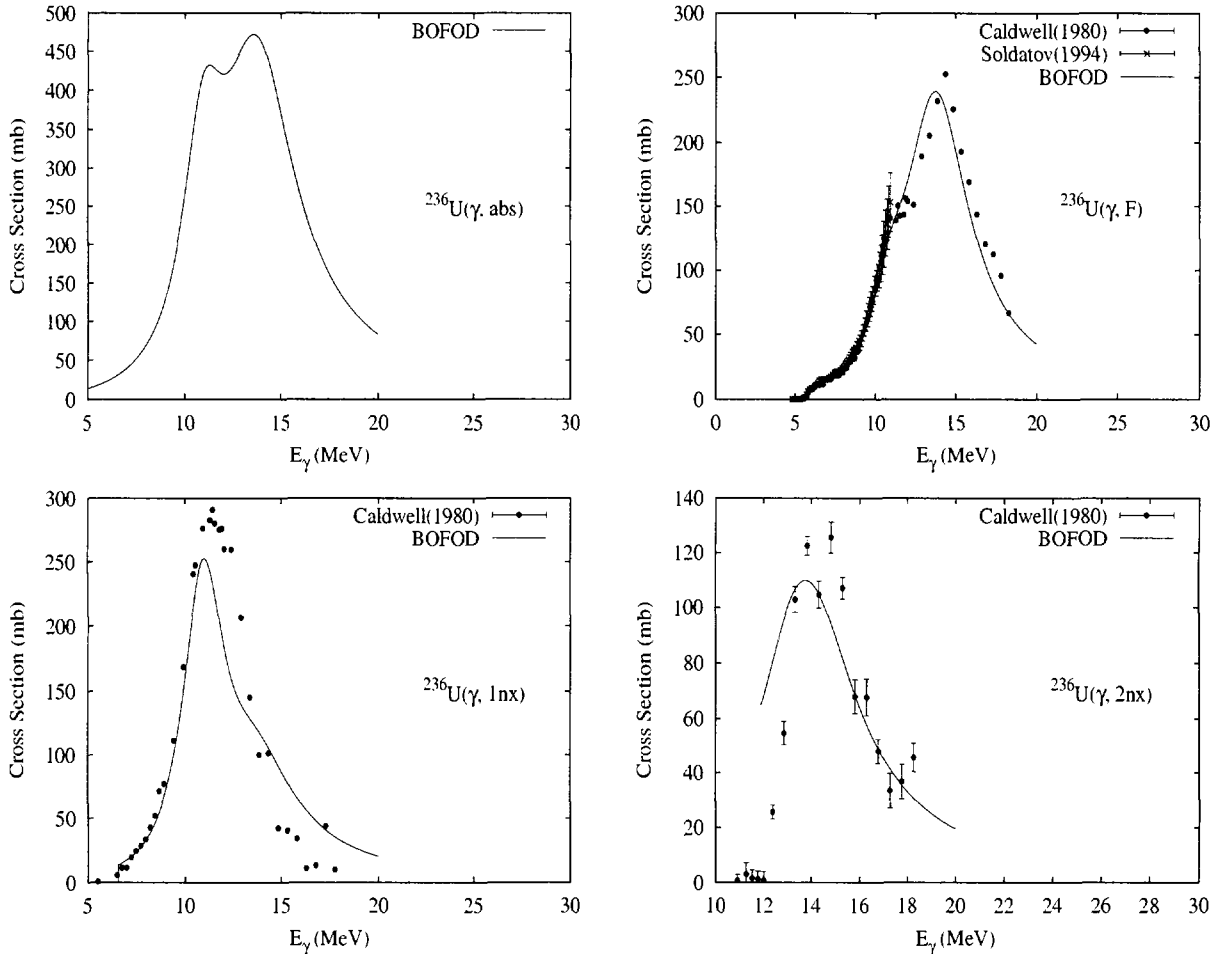 500
450
400
350
300
250
200
150
100
50
0
Cross Section (mb)
BOFOD
²³⁶U(γ, abs)
5 10 15 20 25 30
E_γ (MeV)
300
250
200
150
100
50
0
Cross Section (mb)
Caldwell(1980)
Soldatov(1994)
BOFOD
²³⁶U(γ, F)
0 5 10 15 20 25 30
E_γ (MeV)
300
250
200
150
100
50
0
Cross Section (mb)
Caldwell(1980)
BOFOD
²³⁶U(γ, 1nx)
5 10 15 20 25 30
E_γ (MeV)
140
120
100
80
60
40
20
0
Cross Section (mb)
Caldwell(1980)
BOFOD
²³⁶U(γ, 2nx)
10 12 14 16 18 20 22 24 26 28 30
E_γ (MeV)